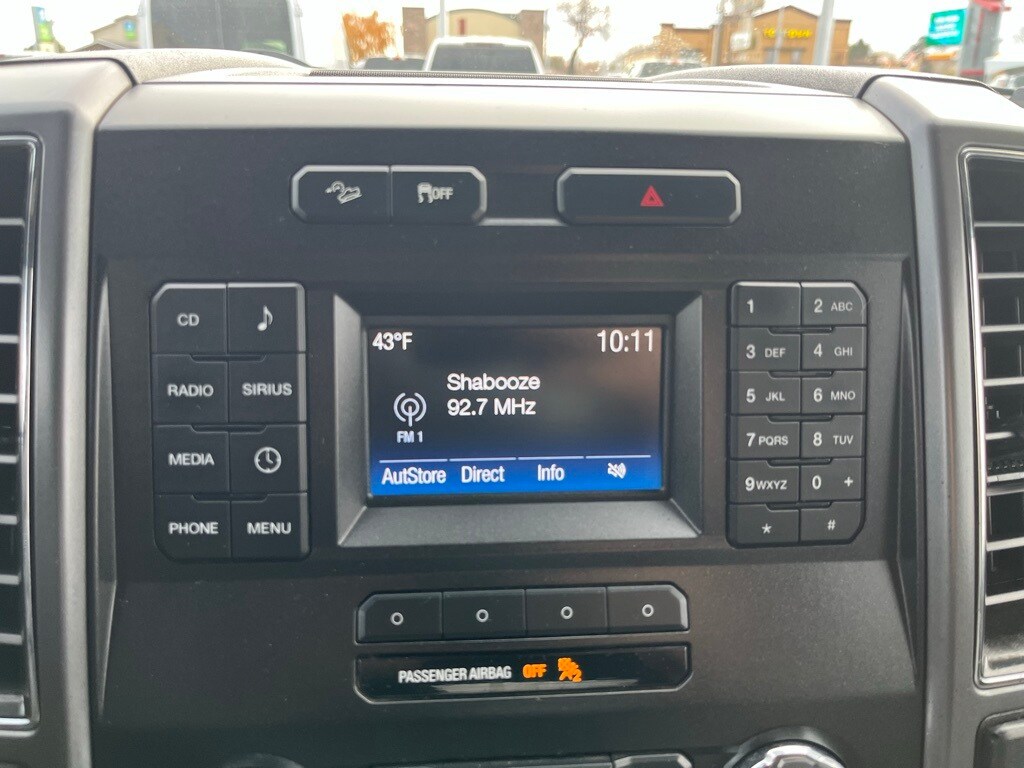 OFF
CD
RADIO SIRIUS
MEDIA
PHONE MENU
43°F 10:11
Shabooze
92.7 MHz
FM 1
AutStore Direct Info
1 2 ABC
3 DEF 4 GHI
5 JKL 6 MNO
7 PQRS 8 TUV
9 WXYZ 0 +
* #
PASSENGER AIRBAG OFF 2